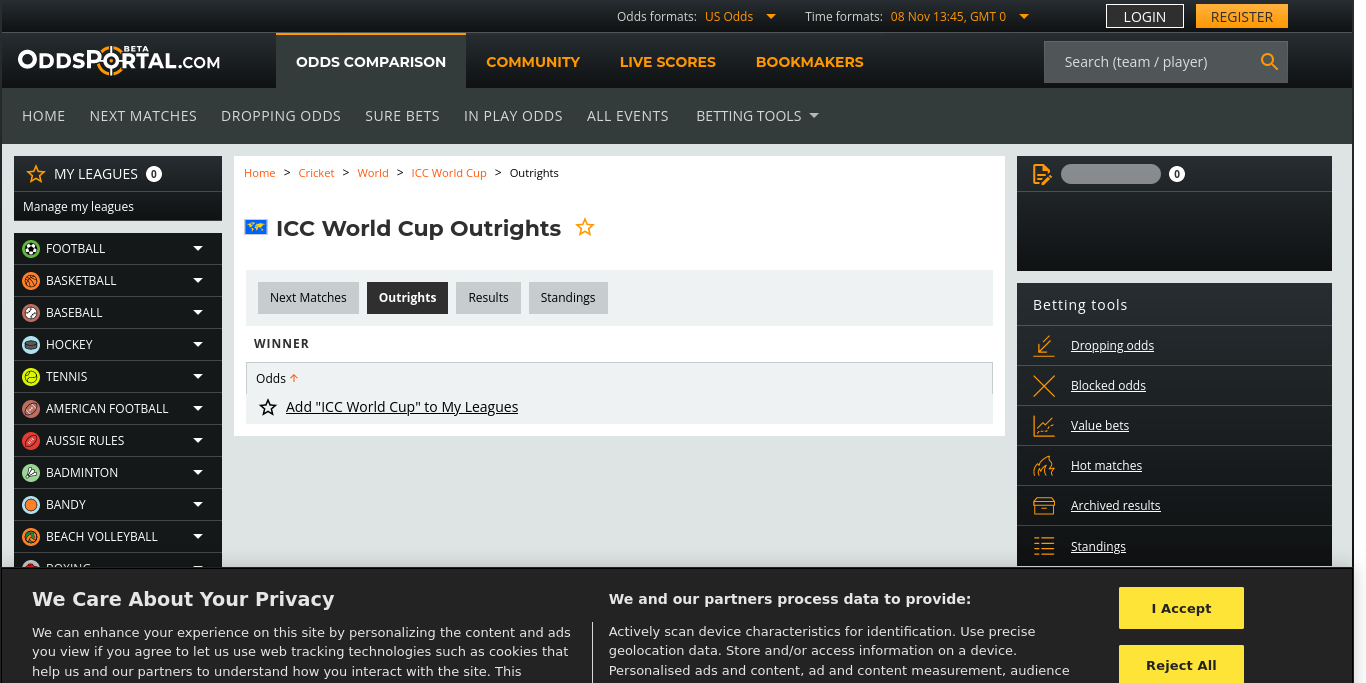 Odds formats: US Odds Time formats: 08 Nov 13:45, GMT 0 LOGIN REGISTER
ODDSPORTAL.COM BETA ODDS COMPARISON COMMUNITY LIVE SCORES BOOKMAKERS Search (team / player)
HOME NEXT MATCHES DROPPING ODDS SURE BETS IN PLAY ODDS ALL EVENTS BETTING TOOLS
MY LEAGUES 0
Manage my leagues
FOOTBALL
BASKETBALL
BASEBALL
HOCKEY
TENNIS
AMERICAN FOOTBALL
AUSSIE RULES
BADMINTON
BANDY
BEACH VOLLEYBALL
BOXING
Home > Cricket > World > ICC World Cup > Outrights
ICC World Cup Outrights
Next Matches Outrights Results Standings
WINNER
Odds
Add "ICC World Cup" to My Leagues
0
Betting tools
Dropping odds
Blocked odds
Value bets
Hot matches
Archived results
Standings
We Care About Your Privacy
We can enhance your experience on this site by personalizing the content and ads
you view if you agree to let us use web tracking technologies such as cookies that
help us and our partners to understand how you interact with the site. This
We and our partners process data to provide:
Actively scan device characteristics for identification. Use precise
geolocation data. Store and/or access information on a device.
Personalised ads and content, ad and content measurement, audience
I Accept
Reject All